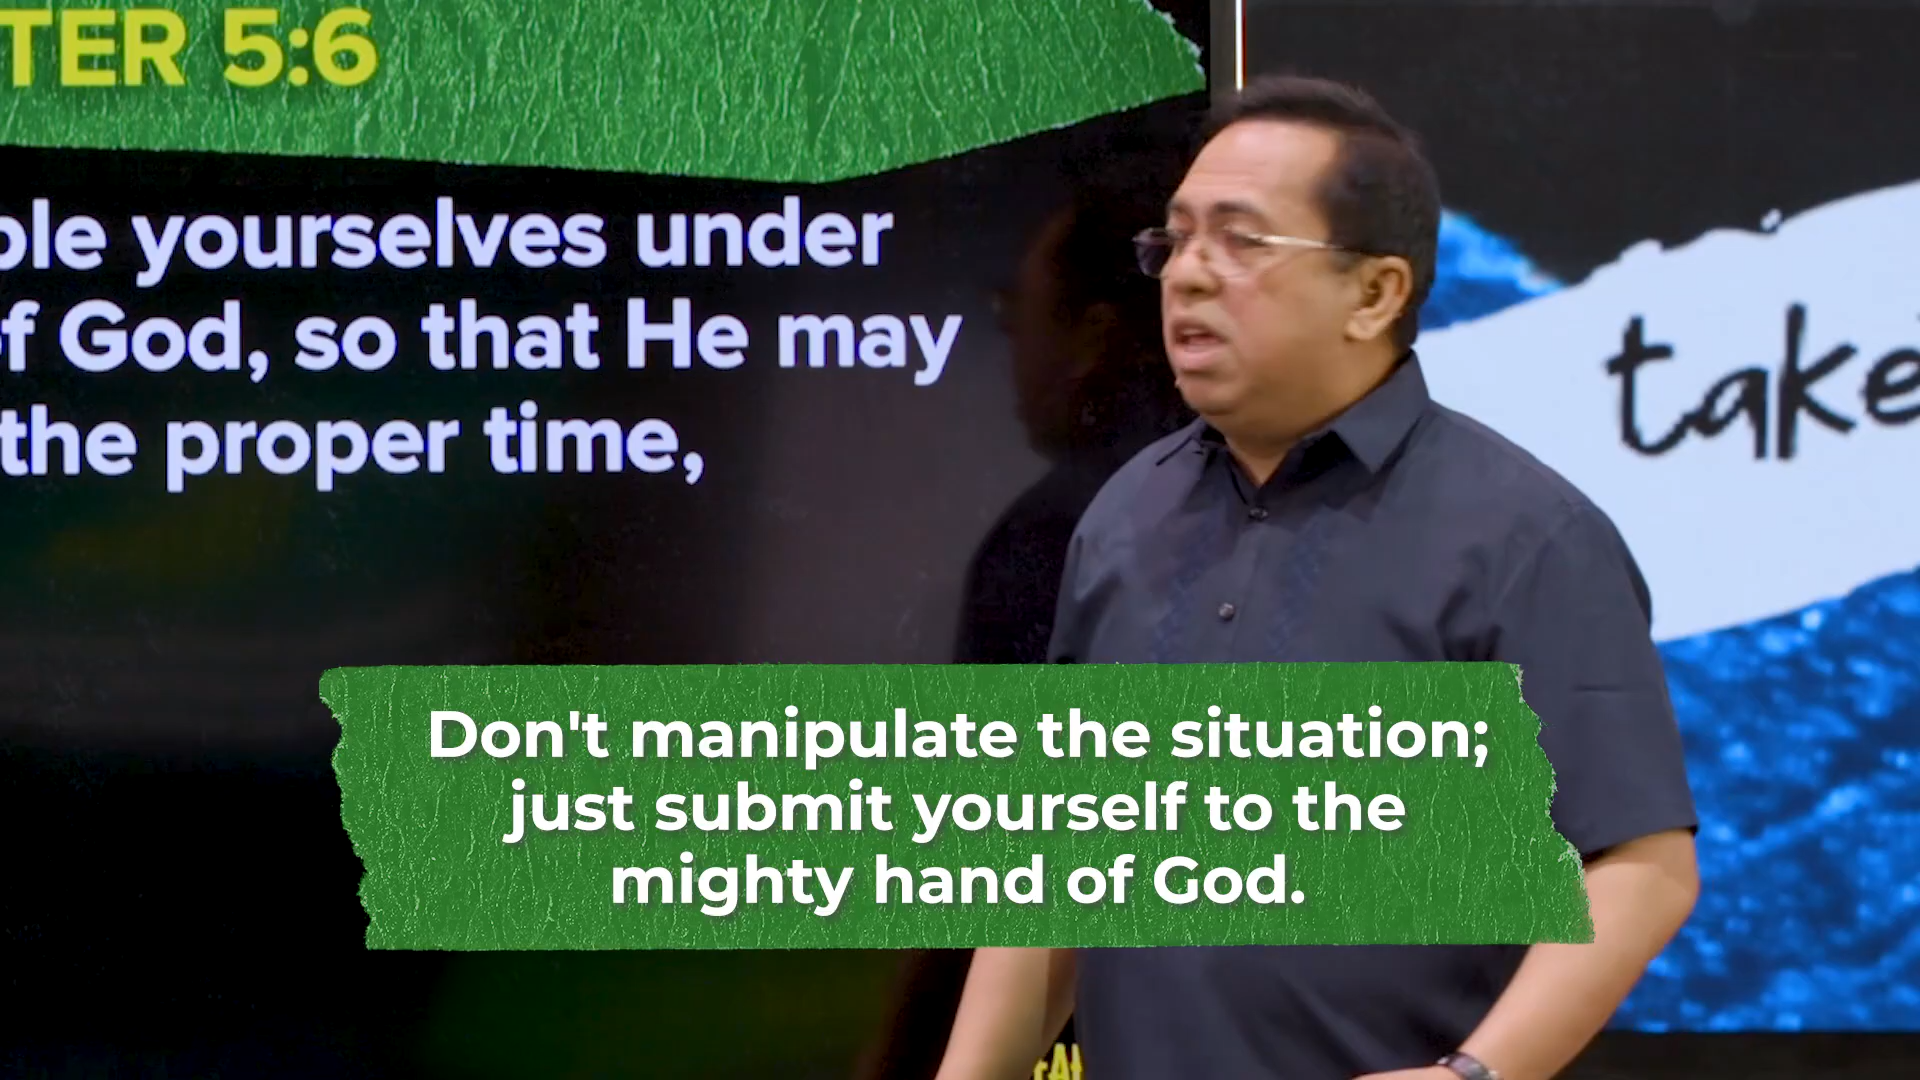 TER 5:6
ble yourselves under
of God, so that He may
the proper time,
take
Don't manipulate the situation;
just submit yourself to the
mighty hand of God.